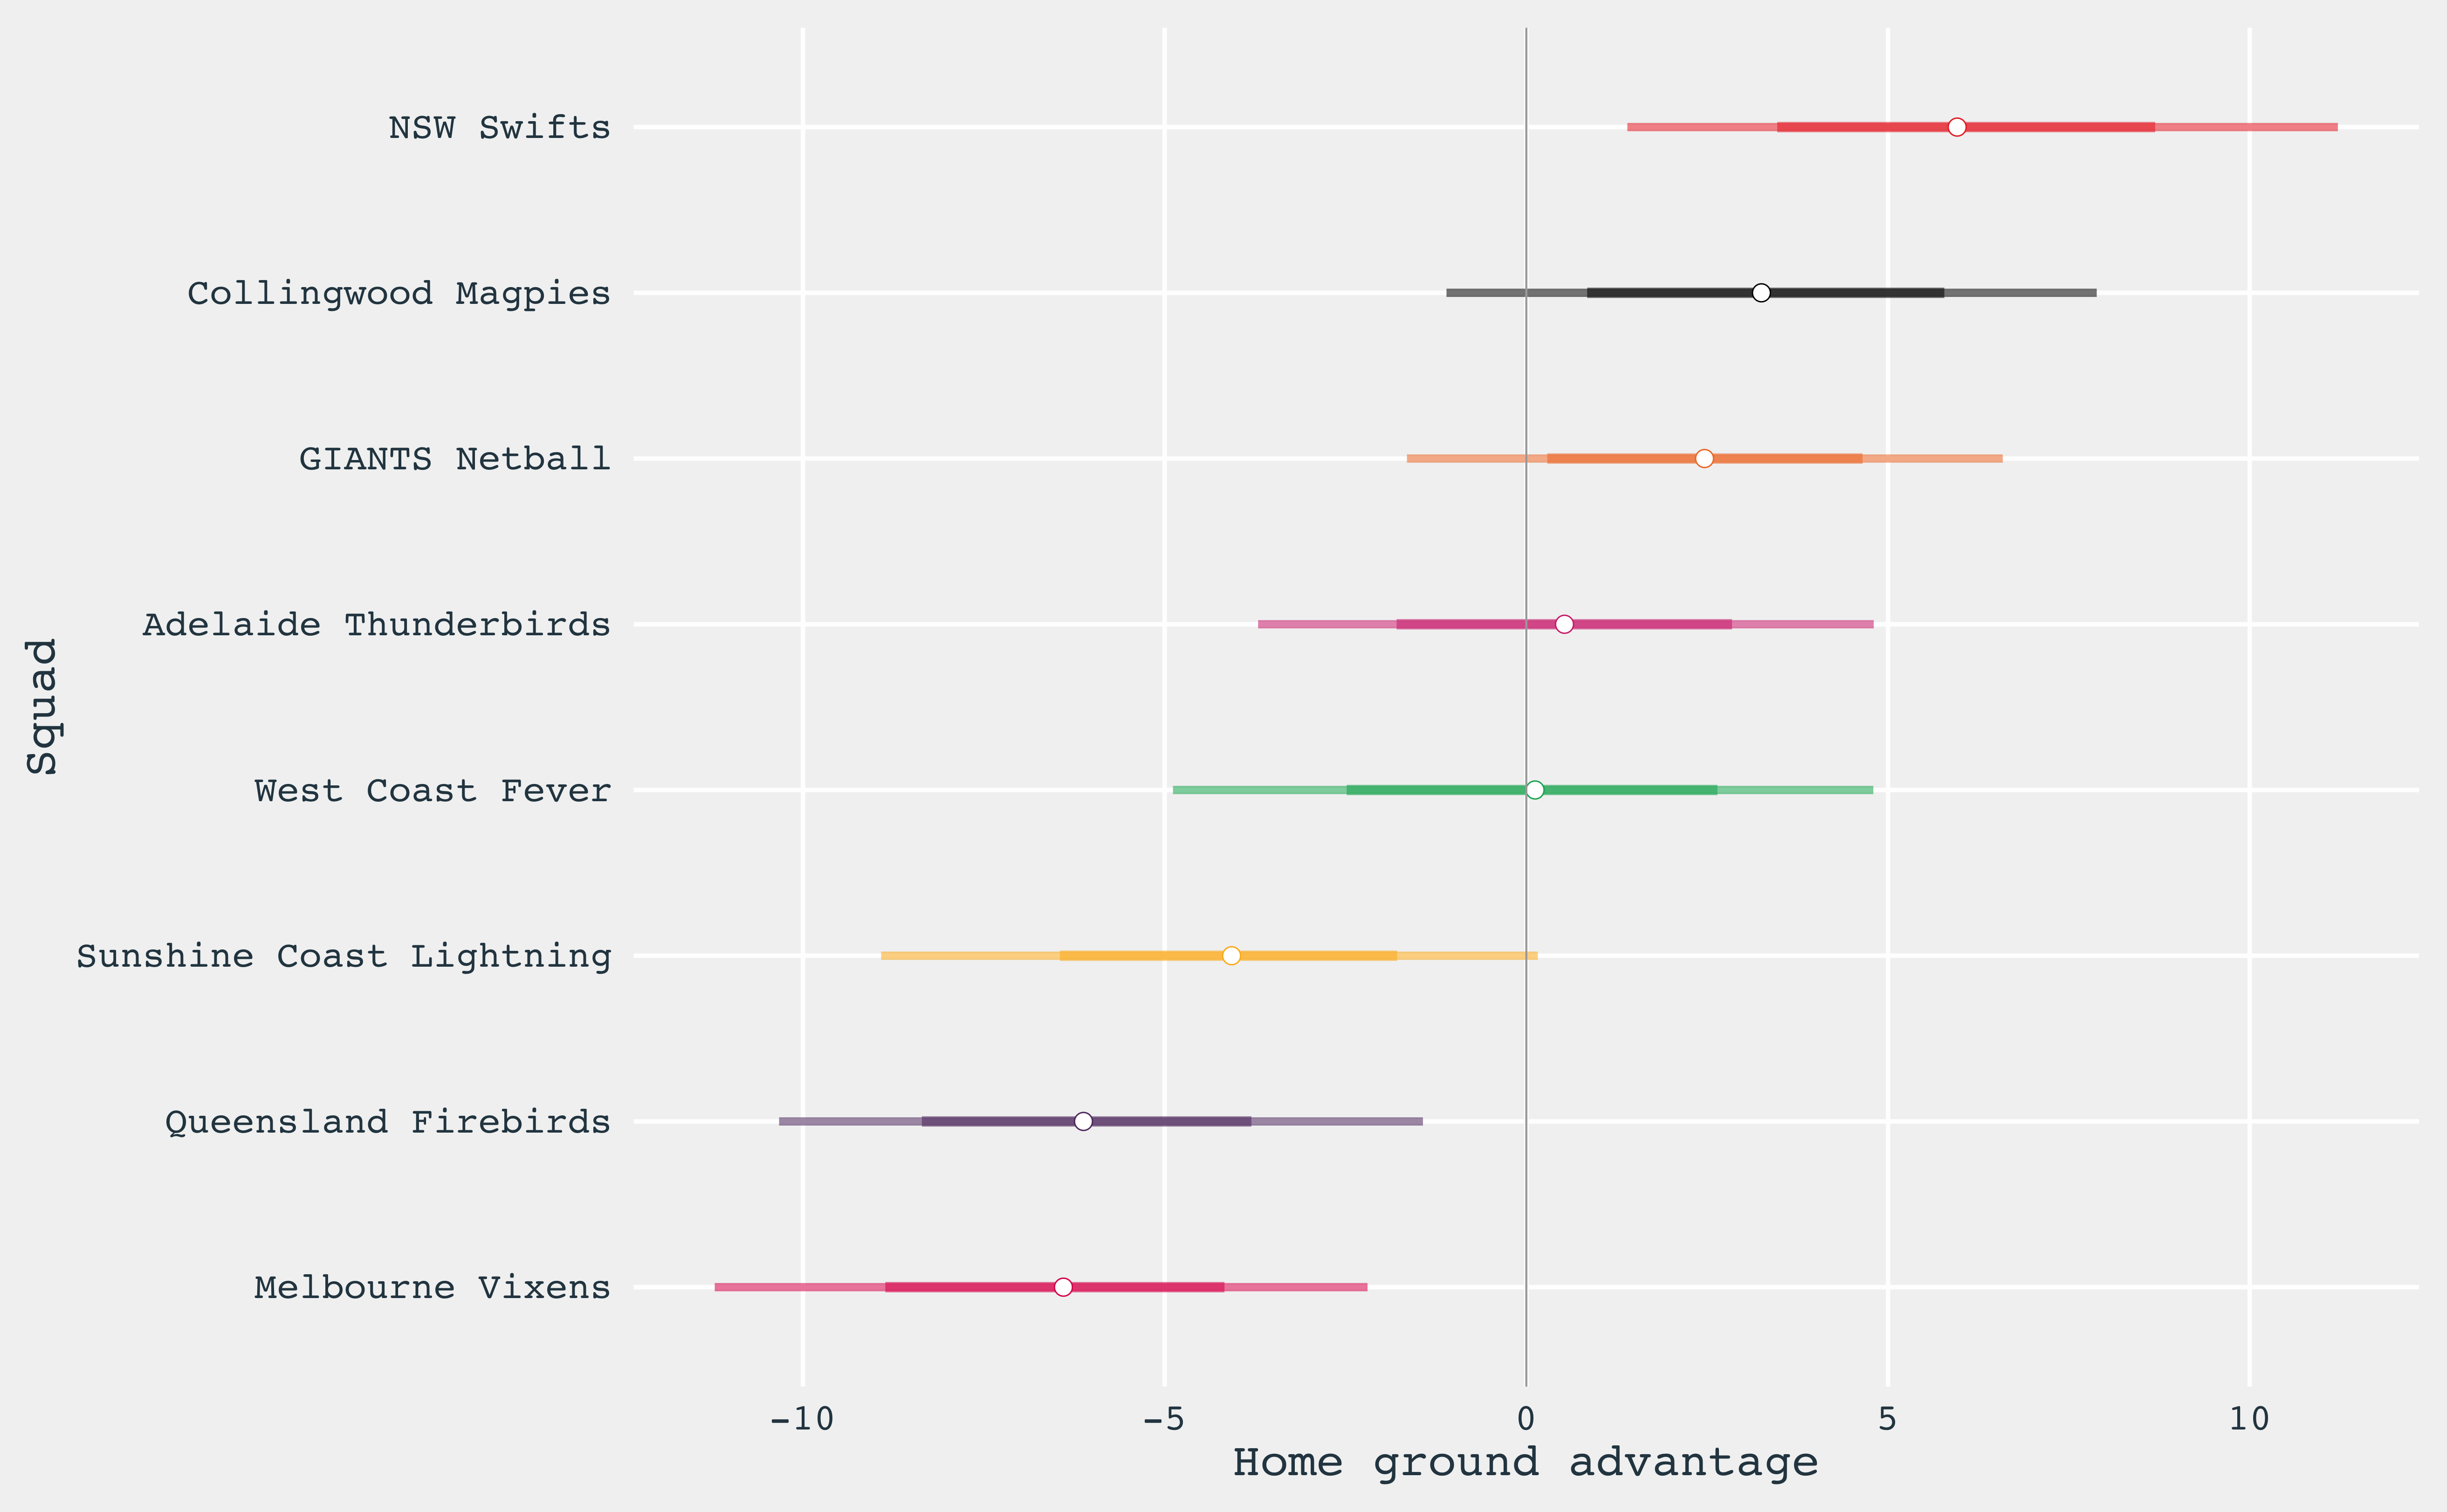 Squad
NSW Swifts
Collingwood Magpies
GIANTS Netball
Adelaide Thunderbirds
West Coast Fever
Sunshine Coast Lightning
Queensland Firebirds
Melbourne Vixens
-10 -5 0 5 10
Home ground advantage